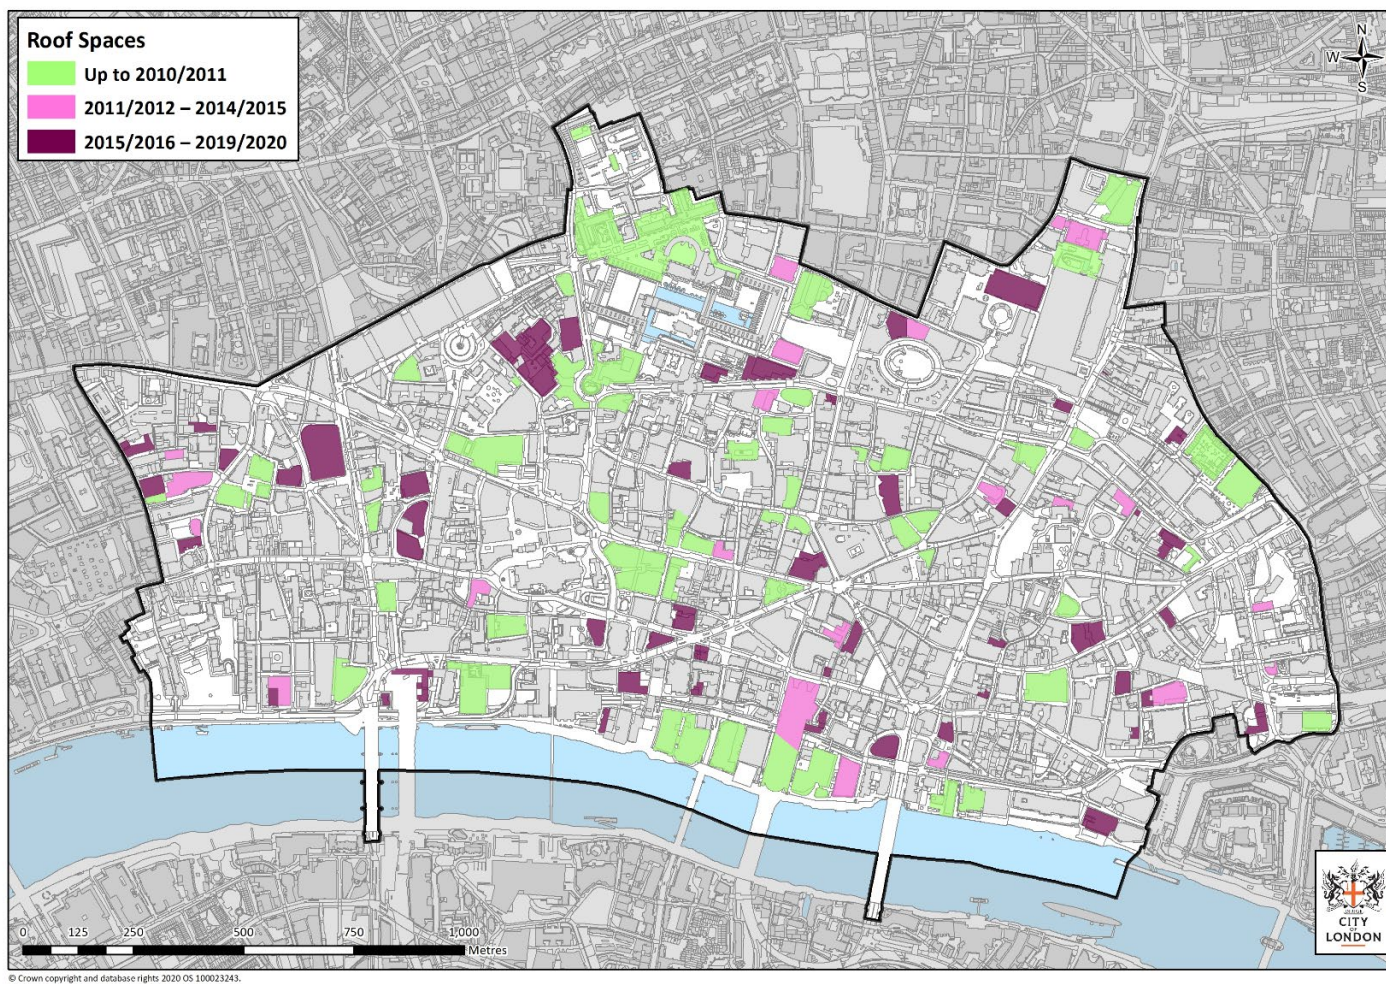 Roof Spaces
Up to 2010/2011
2011/2012 – 2014/2015
2015/2016 – 2019/2020
N
W E
S
0 125 250 500 750 1,000
Metres
CITY
OF
LONDON
© Crown copyright and database rights 2020 OS 100023243.